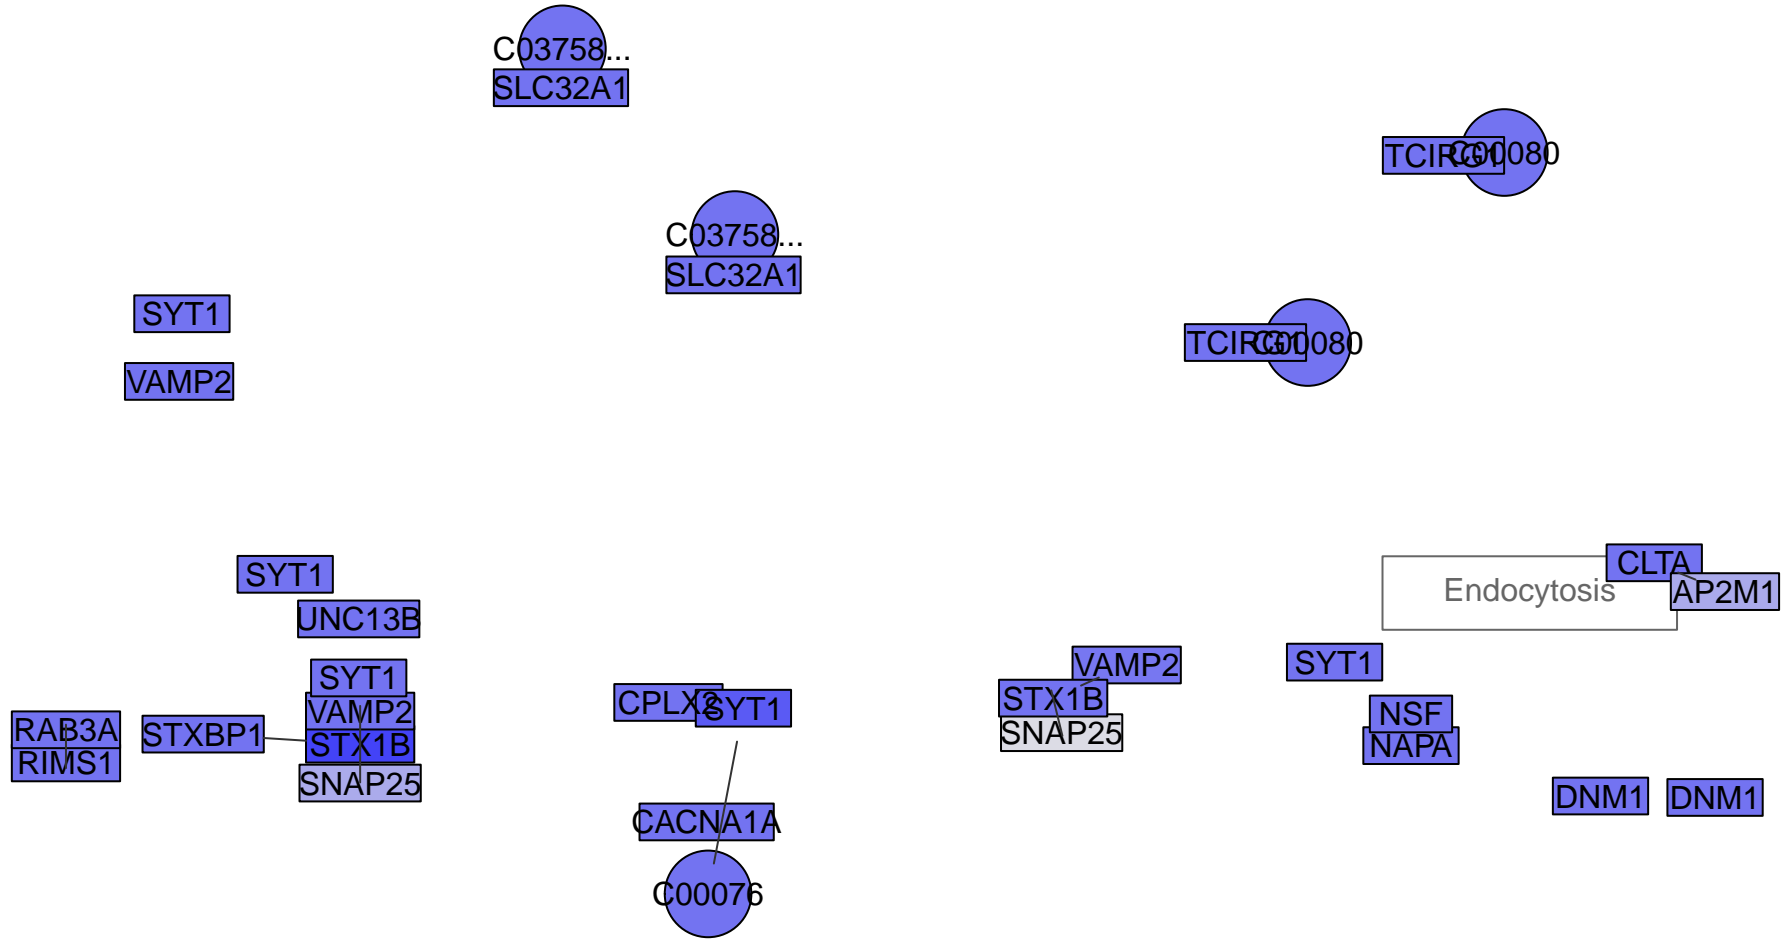 C03758...
SLC32A1
TCIRG1
C00080
C03758...
SLC32A1
SYT1
TCIRG1
C00080
VAMP2
SYT1
CLTA
Endocytosis
AP2M1
UNC13B
SYT1
VAMP2
SYT1
CPLX2
SYT1
STX1B
VAMP2
NSF
RAB3A
STXBP1
STX1B
SNAP25
NAPA
RIMS1
SNAP25
DNM1
DNM1
CACNA1A
C00076